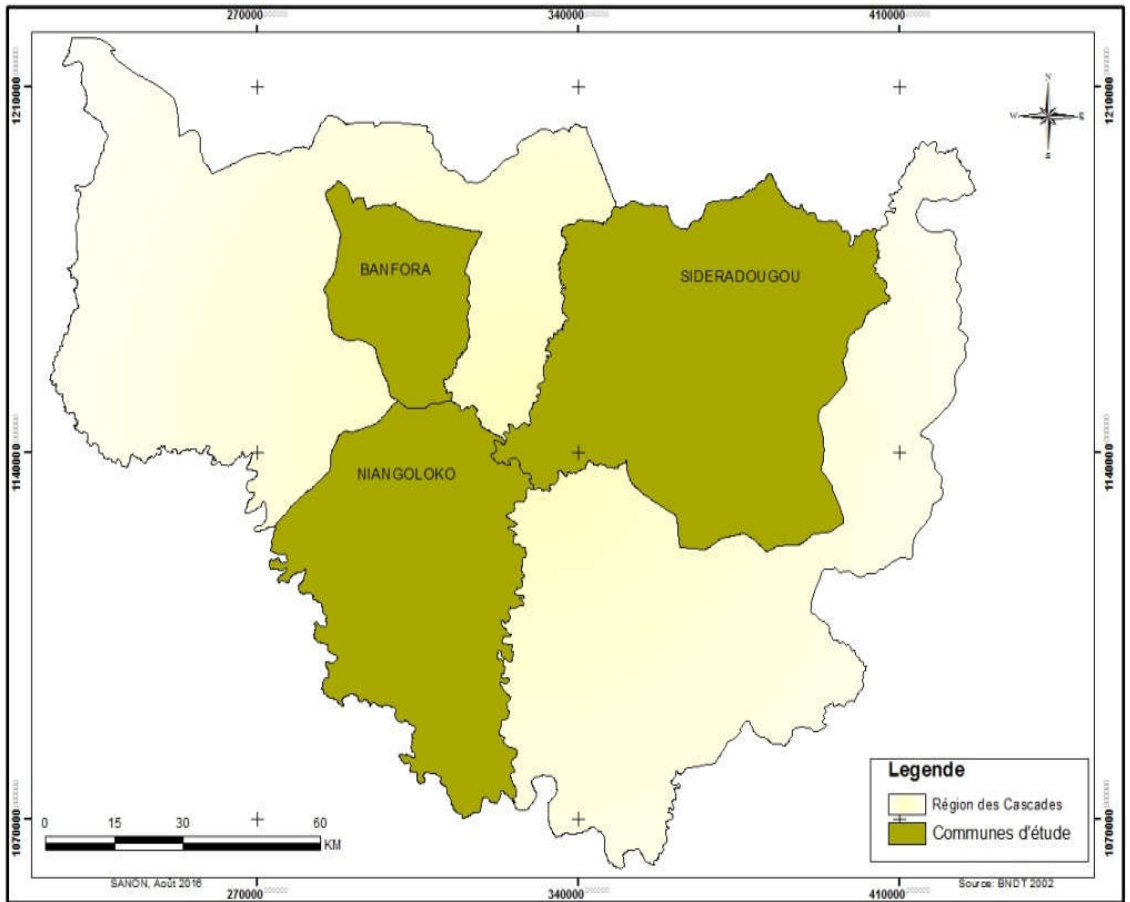 270000 340000 410000
1210000 1210000
N
W E
S
BANFORA SIDERADOUGOU
1140000 1140000
NIANGOLOKO
Legende
Région des Cascades
Communes d'étude
1070000 1070000
0 15 30 60
KM
SANON, Août 2016 Source: BNDT 2002
270000 340000 410000